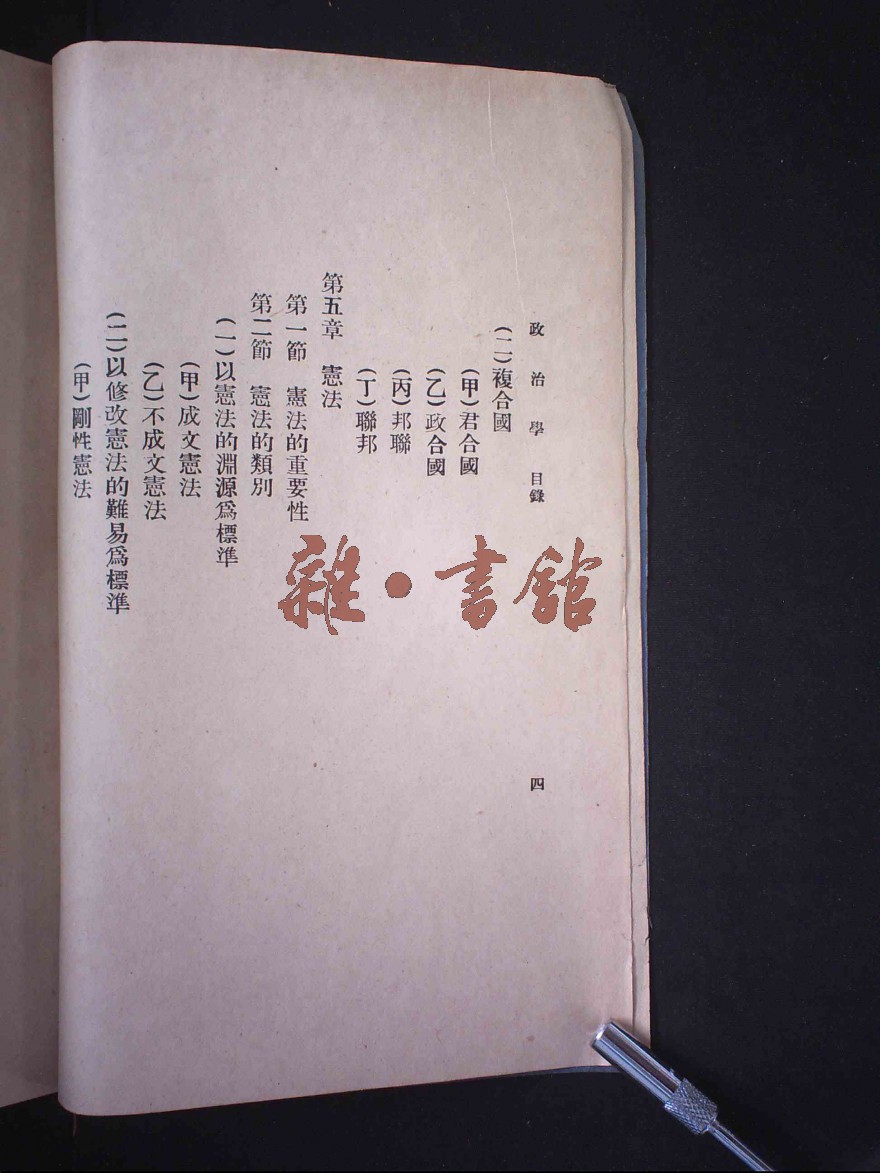 政治學 目錄 四
(二)複合國
(甲)君合國
(乙)政合國
(丙)邦聯
(丁)聯邦
第五章 憲法
第一節 憲法的重要性
第二節 憲法的類別
(一)以憲法的淵源爲標準
(甲)成文憲法
(乙)不成文憲法
(二)以修改憲法的難易爲標準
(甲)剛性憲法
雜·書館